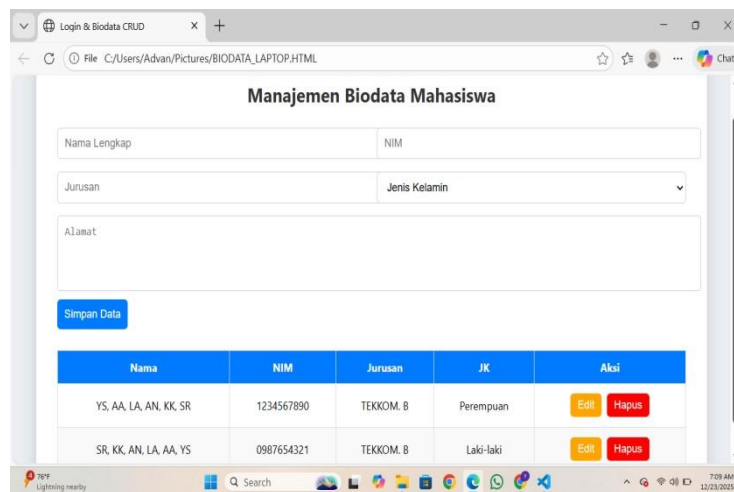 Login & Biodata CRUD
File C:/Users/Advan/Pictures/BIODATA_LAPTOP.HTML
Chat
Manajemen Biodata Mahasiswa
Nama Lengkap NIM
Jurusan Jenis Kelamin
Alamat
Simpan Data
Nama NIM Jurusan JK Aksi
YS, AA, LA, AN, KK, SR 1234567890 TEKKOM. B Perempuan Edit Hapus
SR, KK, AN, LA, AA, YS 0987654321 TEKKOM. B Laki-laki Edit Hapus
4 76°F Search 7:09 AM
Lightning nearby 12/23/2025